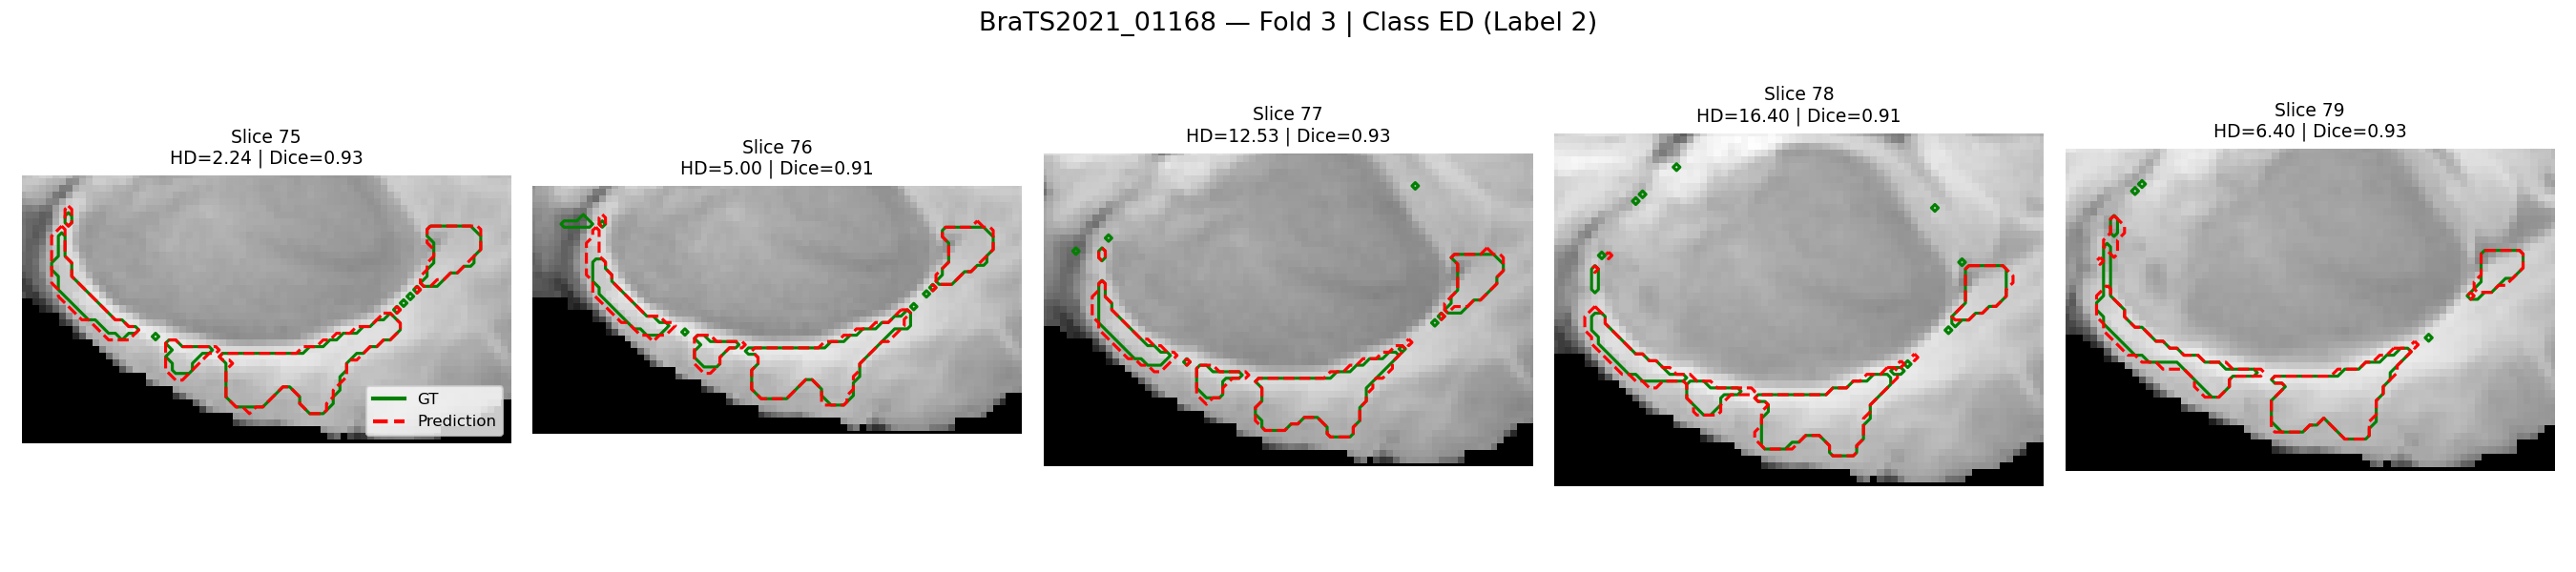 BraTS2021_01168 — Fold 3 | Class ED (Label 2)
Slice 75
HD=2.24 | Dice=0.93
Slice 76
HD=5.00 | Dice=0.91
Slice 77
HD=12.53 | Dice=0.93
Slice 78
HD=16.40 | Dice=0.91
Slice 79
HD=6.40 | Dice=0.93
GT
Prediction